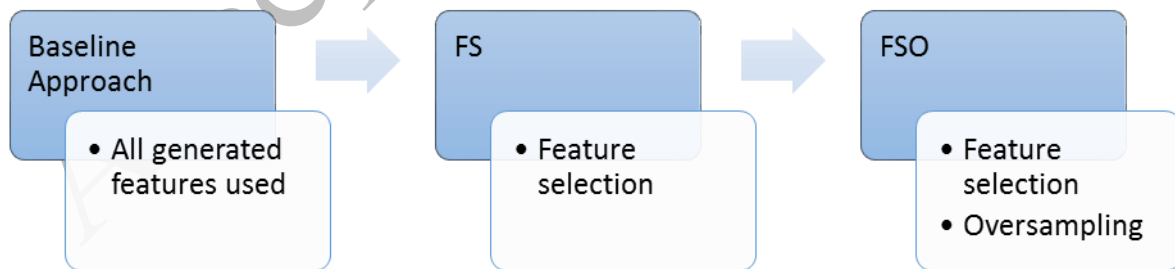 Baseline
Approach
• All generated
features used
FS
• Feature
selection
FSO
• Feature
selection
• Oversampling